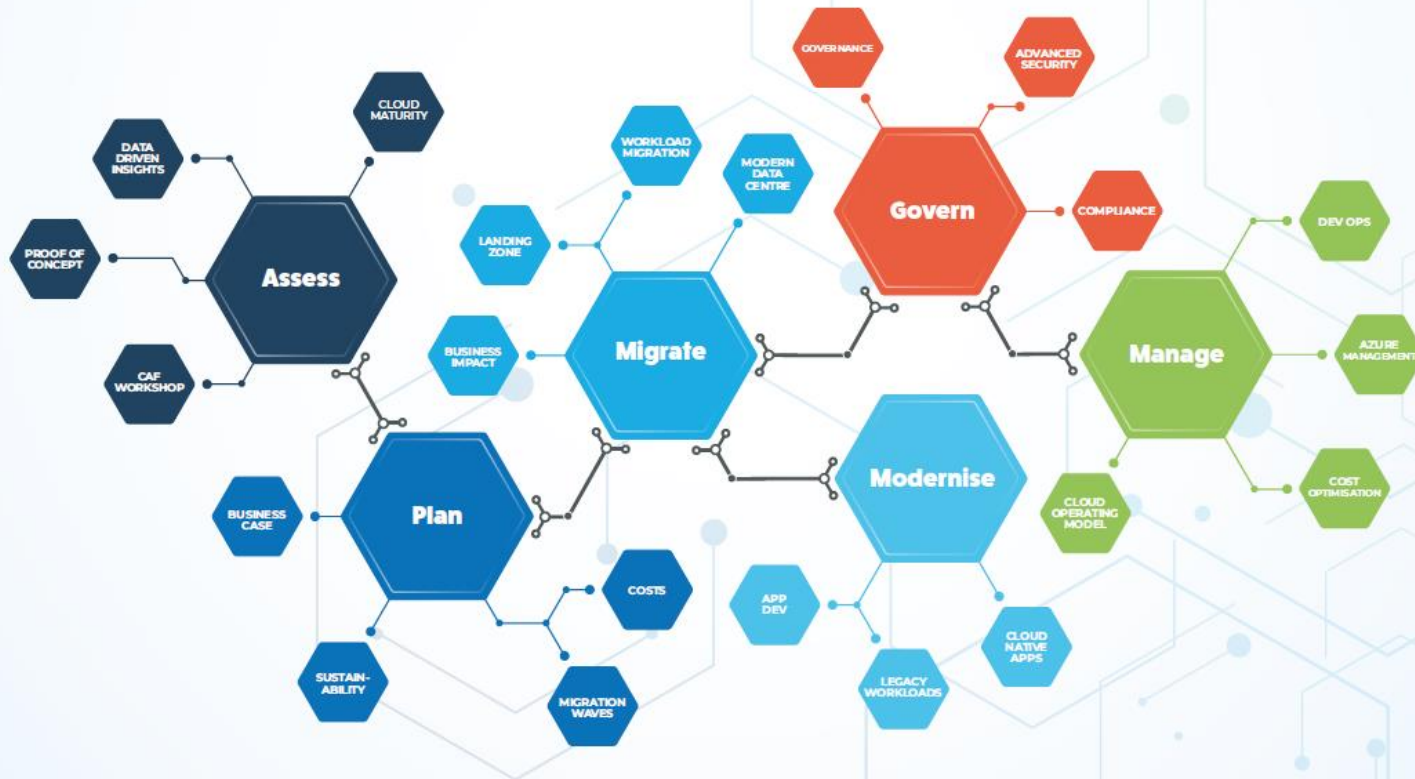 CLOUD
MATURITY
DATA
DRIVEN
INSIGHTS
PROOF OF
CONCEPT
Assess
CAF
WORKSHOP
Plan
BUSINESS
CASE
SUSTAIN-
ABILITY
COSTS
MIGRATION
WAVES
WORKLOAD
MIGRATION
MODERN
DATA
CENTRE
LANDING
ZONE
BUSINESS
IMPACT
Migrate
Modernise
APP
DEV
LEGACY
WORKLOADS
CLOUD
NATIVE
APPS
GOVERNANCE
ADVANCED
SECURITY
Govern
COMPLIANCE
Manage
DEV OPS
AZURE
MANAGEMENT
COST
OPTIMISATION
CLOUD
OPERATING
MODEL